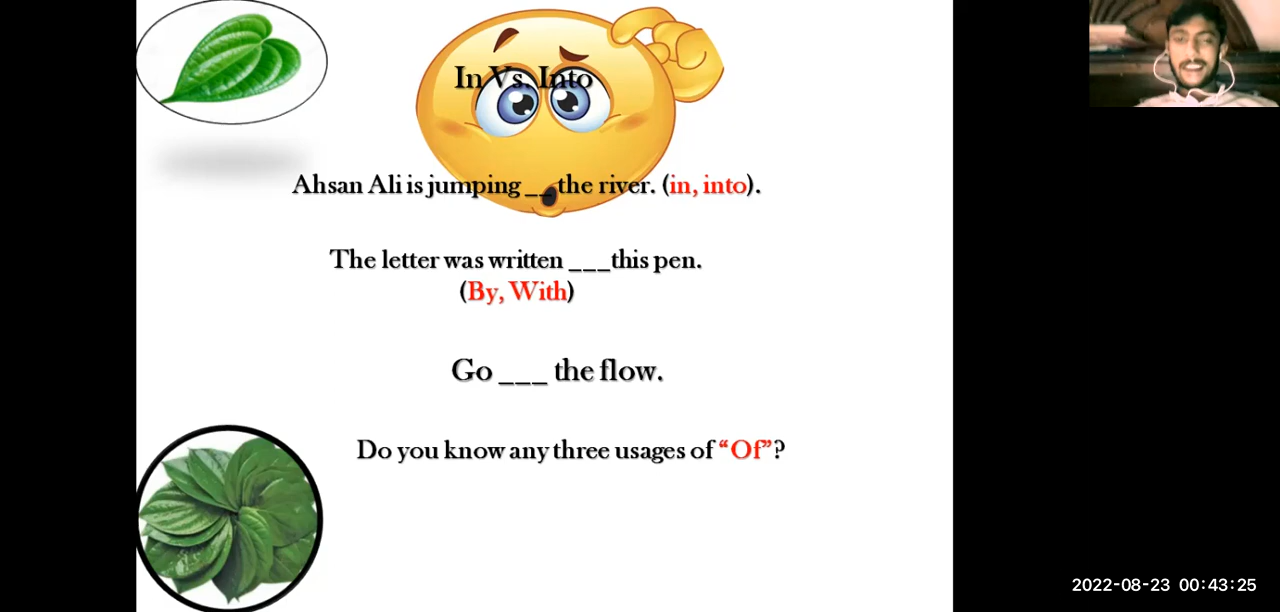 In Vs. Into
Ahsan Ali is jumping __ the river. (in, into).
The letter was written ___this pen.
(By, With)
Go ___ the flow.
Do you know any three usages of “Of”?
2022-08-23 00:43:25